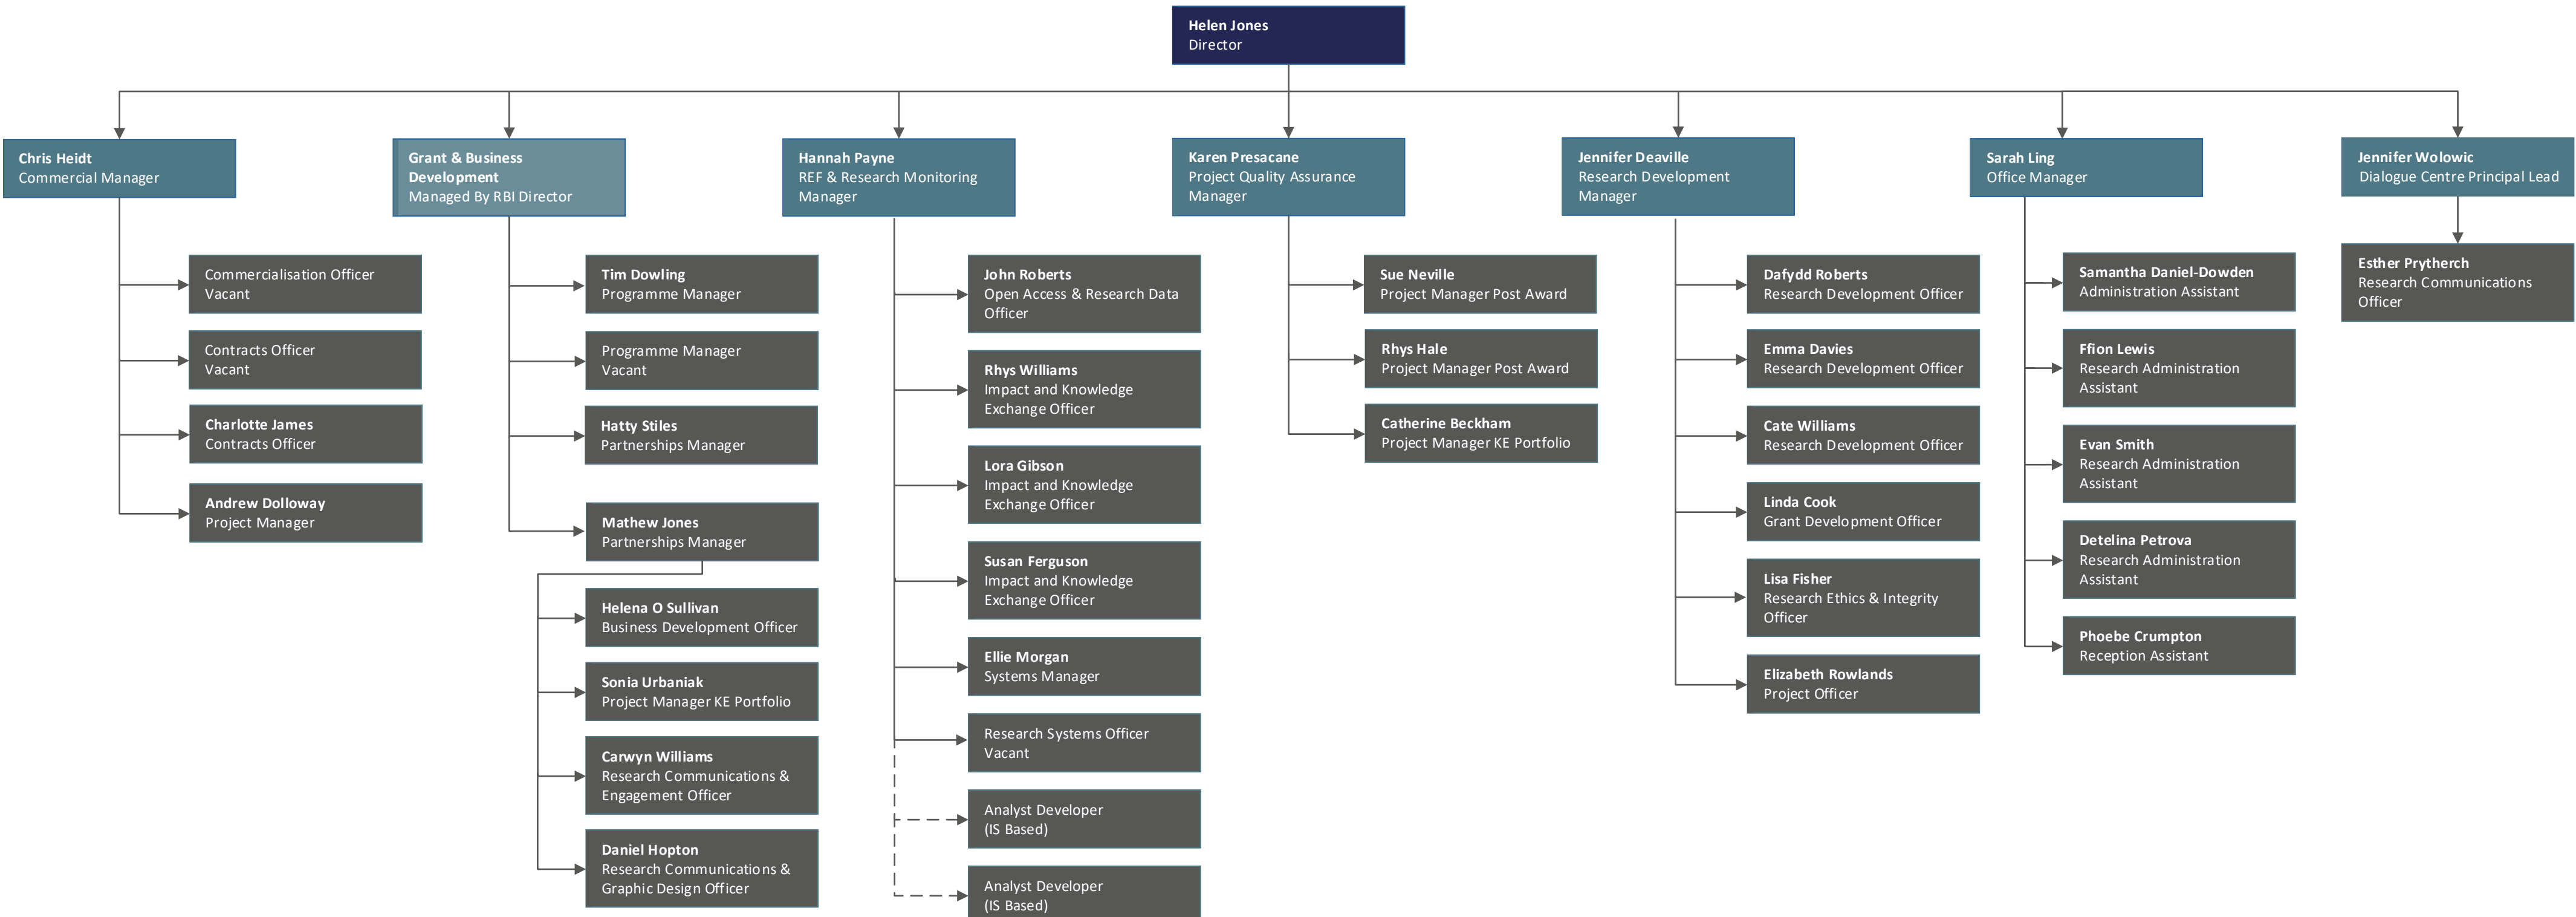 Helen Jones
Director
Chris Heidt
Commercial Manager
Commercialisation Officer
Vacant
Contracts Officer
Vacant
Charlotte James
Contracts Officer
Andrew Dolloway
Project Manager
Grant & Business
Development
Managed By RBI Director
Tim Dowling
Programme Manager
Programme Manager
Vacant
Hatty Stiles
Partnerships Manager
Mathew Jones
Partnerships Manager
Helena O Sullivan
Business Development Officer
Sonia Urbaniak
Project Manager KE Portfolio
Carwyn Williams
Research Communications &
Engagement Officer
Daniel Hopton
Research Communications &
Graphic Design Officer
Hannah Payne
REF & Research Monitoring
Manager
John Roberts
Open Access & Research Data
Officer
Rhys Williams
Impact and Knowledge
Exchange Officer
Lora Gibson
Impact and Knowledge
Exchange Officer
Susan Ferguson
Impact and Knowledge
Exchange Officer
Ellie Morgan
Systems Manager
Research Systems Officer
Vacant
Analyst Developer
(IS Based)
Analyst Developer
(IS Based)
Karen Presacane
Project Quality Assurance
Manager
Sue Neville
Project Manager Post Award
Rhys Hale
Project Manager Post Award
Catherine Beckham
Project Manager KE Portfolio
Jennifer Deaville
Research Development
Manager
Dafydd Roberts
Research Development Officer
Emma Davies
Research Development Officer
Cate Williams
Research Development Officer
Linda Cook
Grant Development Officer
Lisa Fisher
Research Ethics & Integrity
Officer
Elizabeth Rowlands
Project Officer
Sarah Ling
Office Manager
Samantha Daniel-Dowden
Administration Assistant
Ffion Lewis
Research Administration
Assistant
Evan Smith
Research Administration
Assistant
Detelina Petrova
Research Administration
Assistant
Phoebe Crumpton
Reception Assistant
Jennifer Wolowic
Dialogue Centre Principal Lead
Esther Prytherch
Research Communications
Officer